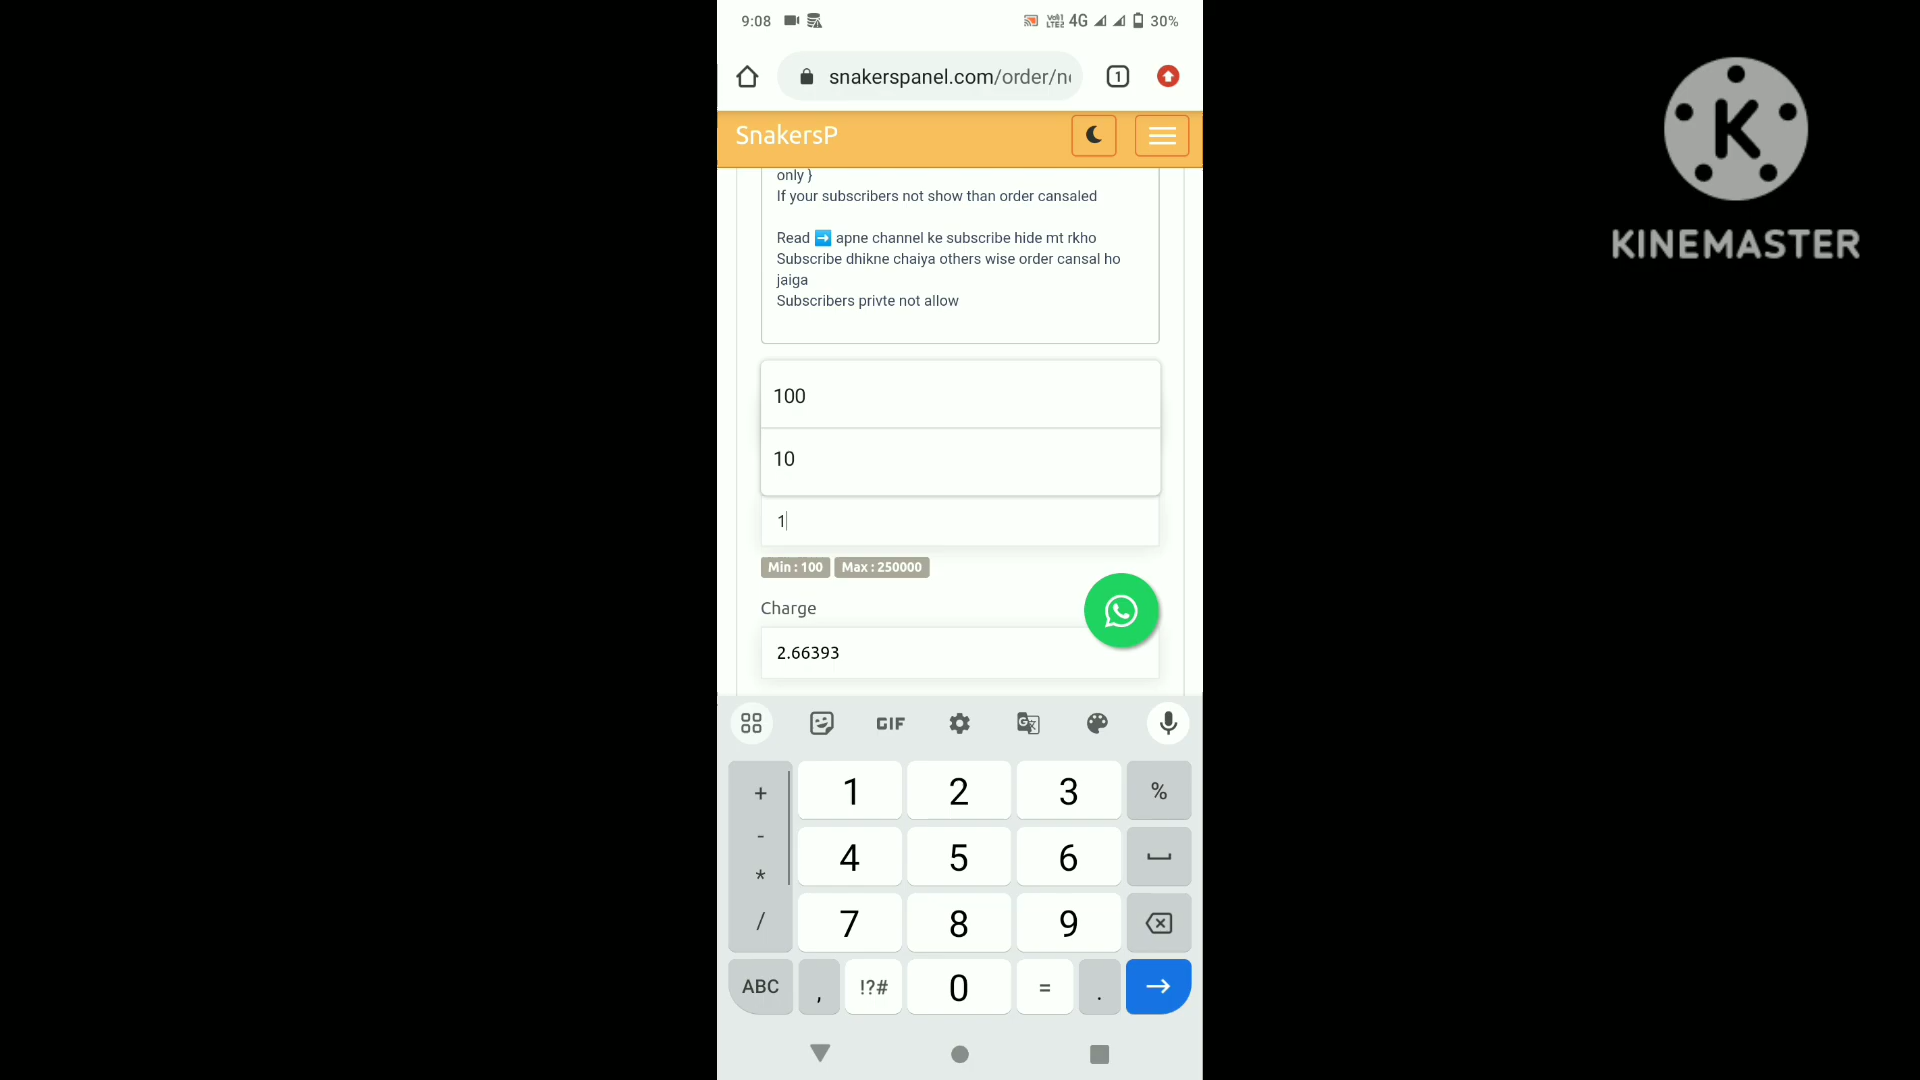 9:08
Vo)) 4G 30%
LTE2
snakerspanel.com/order/n
1
SnakersP
only }
If your subscribers not show than order cansaled
Read ➡️ apne channel ke subscribe hide mt rkho
Subscribe dhikne chaiya others wise order cansal ho
jaiga
Subscribers privte not allow
100
10
1
Min : 100 Max : 250000
Charge
2.66393
GIF
+ 1 2 3 %
- 4 5 6
*
/ 7 8 9
ABC , !?# 0 = .
K
KINEMASTER